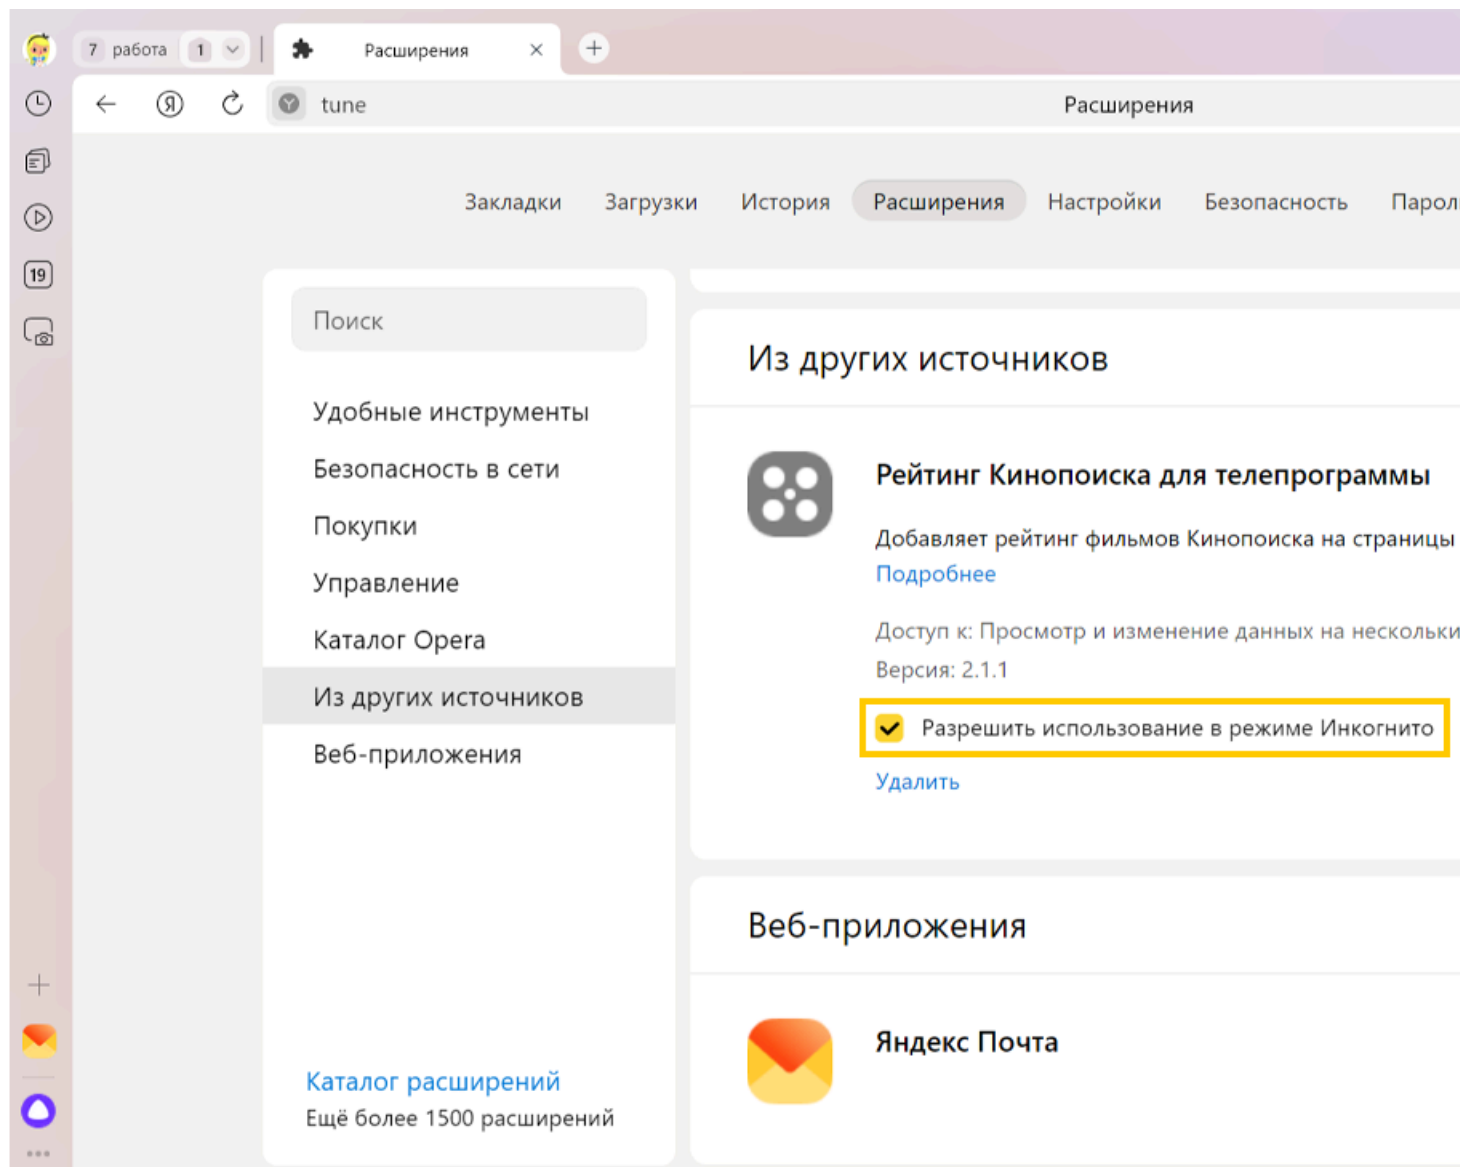 7 работа 1 Расширения
tune Расширения
19
Закладки Загрузки История Расширения Настройки Безопасность Парол
Поиск
Удобные инструменты
Безопасность в сети
Покупки
Управление
Каталог Opera
Из других источников
Веб-приложения
Каталог расширений
Ещё более 1500 расширений
Из других источников
Рейтинг Кинопоиска для телепрограммы
Добавляет рейтинг фильмов Кинопоиска на страницы
Подробнее
Доступ к: Просмотр и изменение данных на нескольки
Версия: 2.1.1
Разрешить использование в режиме Инкогнито
Удалить
Веб-приложения
Яндекс Почта